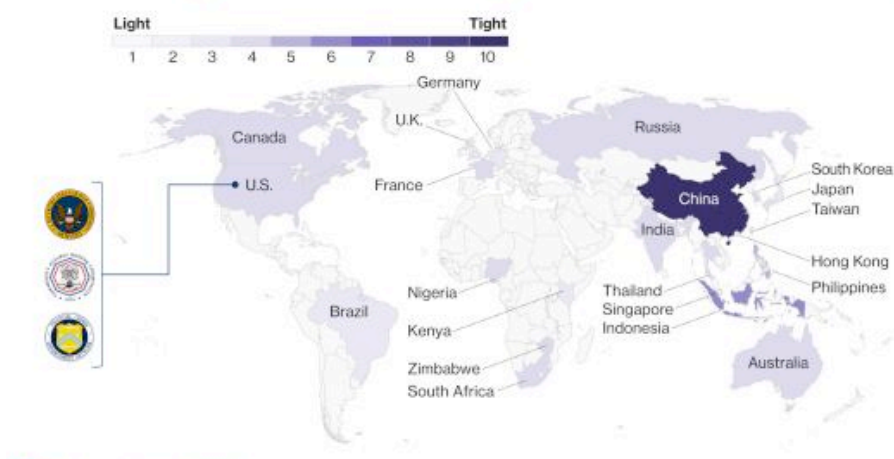 Light Tight
1 2 3 4 5 6 7 8 9 10
Germany
U.K.
Canada
Russia
South Korea
U.S.
France
China
Japan
Taiwan
India
Hong Kong
Nigeria
Thailand
Philippines
Brazil
Singapore
Kenya
Indonesia
Zimbabwe
Australia
South Africa